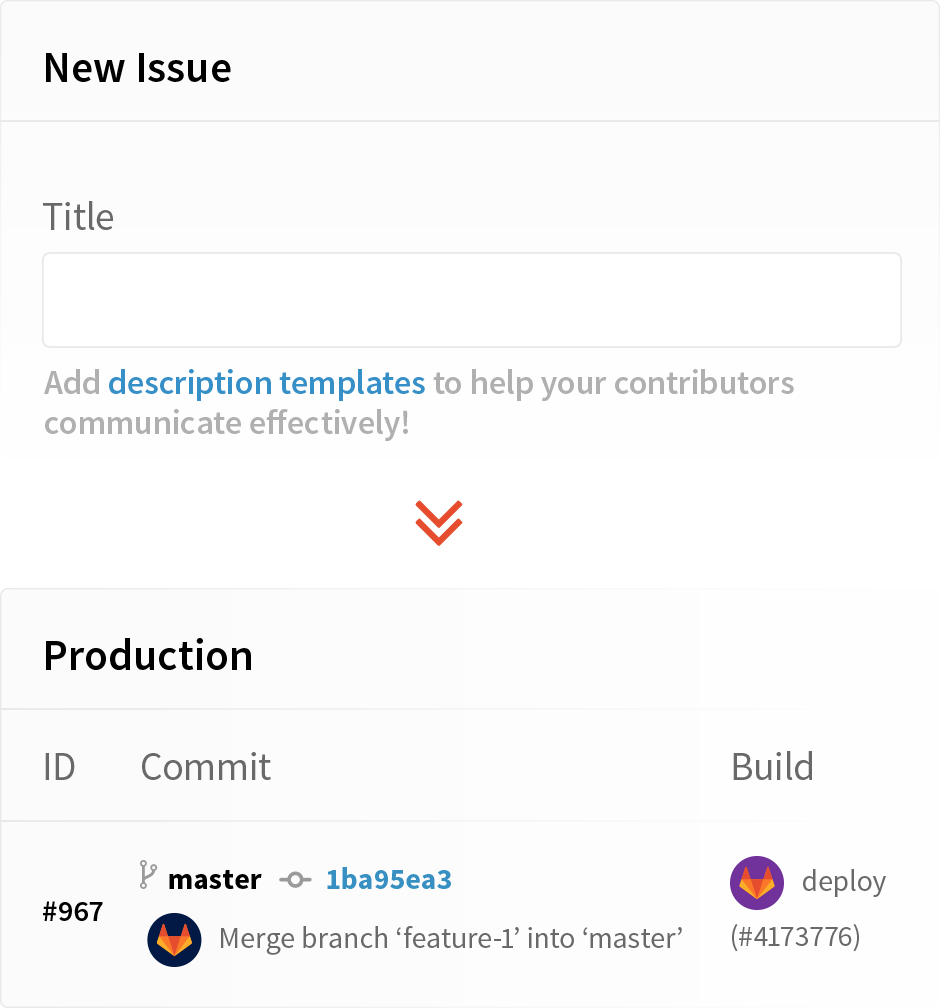 New Issue
Title
Add description templates to help your contributors
communicate effectively!
Production
ID Commit Build
master 1ba95ea3 deploy
#967
Merge branch ‘feature-1’ into ‘master’ (#4173776)